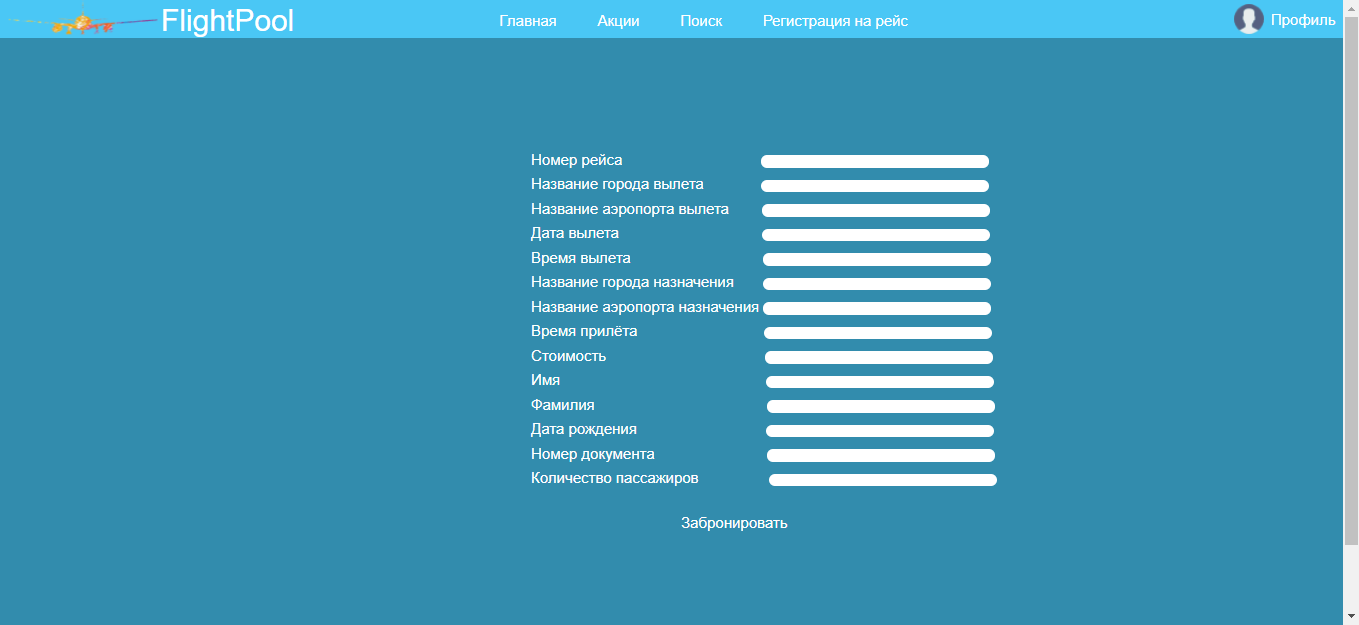 FlightPool Главная Акции Поиск Регистрация на рейс Профиль
Номер рейса
Название города вылета
Название аэропорта вылета
Дата вылета
Время вылета
Название города назначения
Название аэропорта назначения
Время прилёта
Стоимость
Имя
Фамилия
Дата рождения
Номер документа
Количество пассажиров
Забронировать